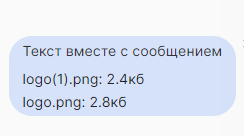 Текст вместе с сообщением
logo(1).png: 2.4кб
logo.png: 2.8кб